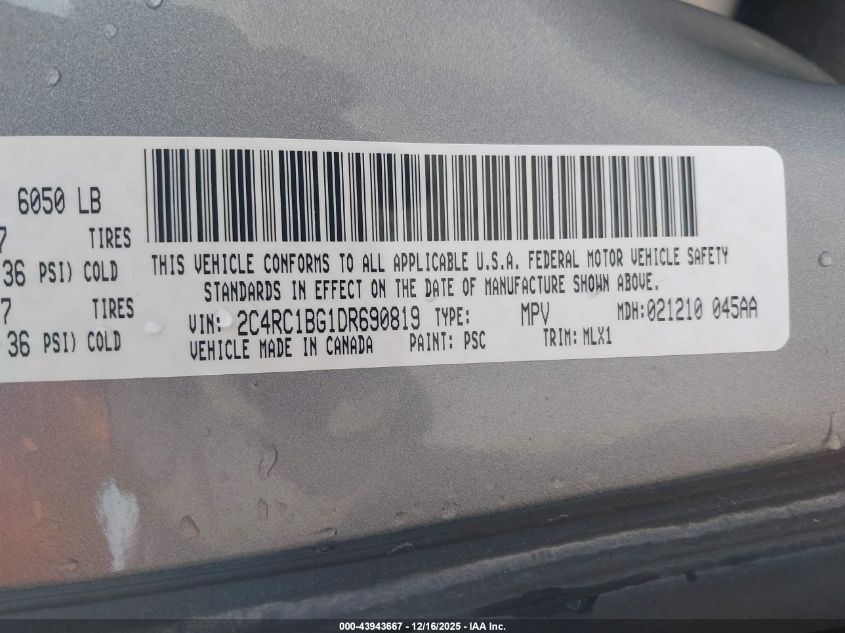 6050 LB
7 TIRES
36 PSI) COLD
7 TIRES
36 PSI) COLD
THIS VEHICLE CONFORMS TO ALL APPLICABLE U.S.A. FEDERAL MOTOR VEHICLE SAFETY
STANDARDS IN EFFECT ON THE DATE OF MANUFACTURE SHOWN ABOVE.
VIN: 2C4RC1BG1DR690819 TYPE: MPV MDH:021210 045AA
VEHICLE MADE IN CANADA PAINT: PSC TRIM: MLX1
000-43943667 - 12/16/2025 - IAA Inc.